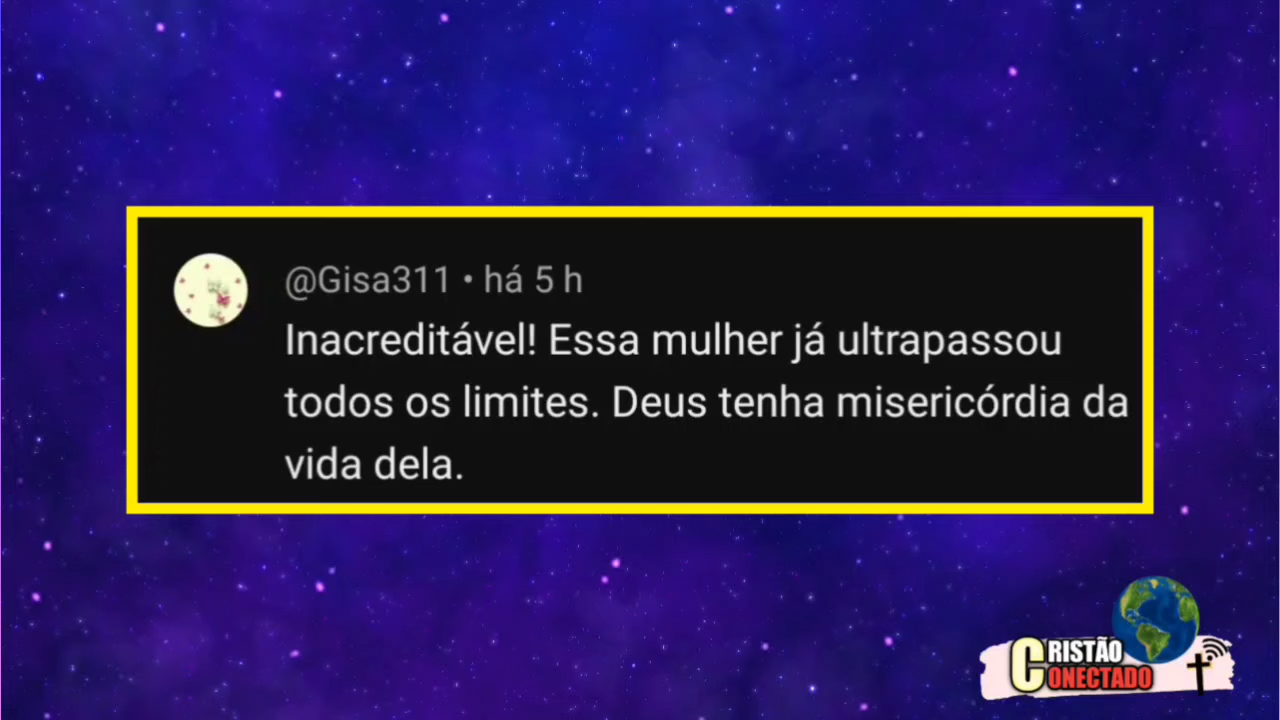 @Gisa311 • há 5 h
Inacreditável! Essa mulher já ultrapassou
todos os limites. Deus tenha misericórdia da
vida dela.
CRISTÃO
CONECTADO